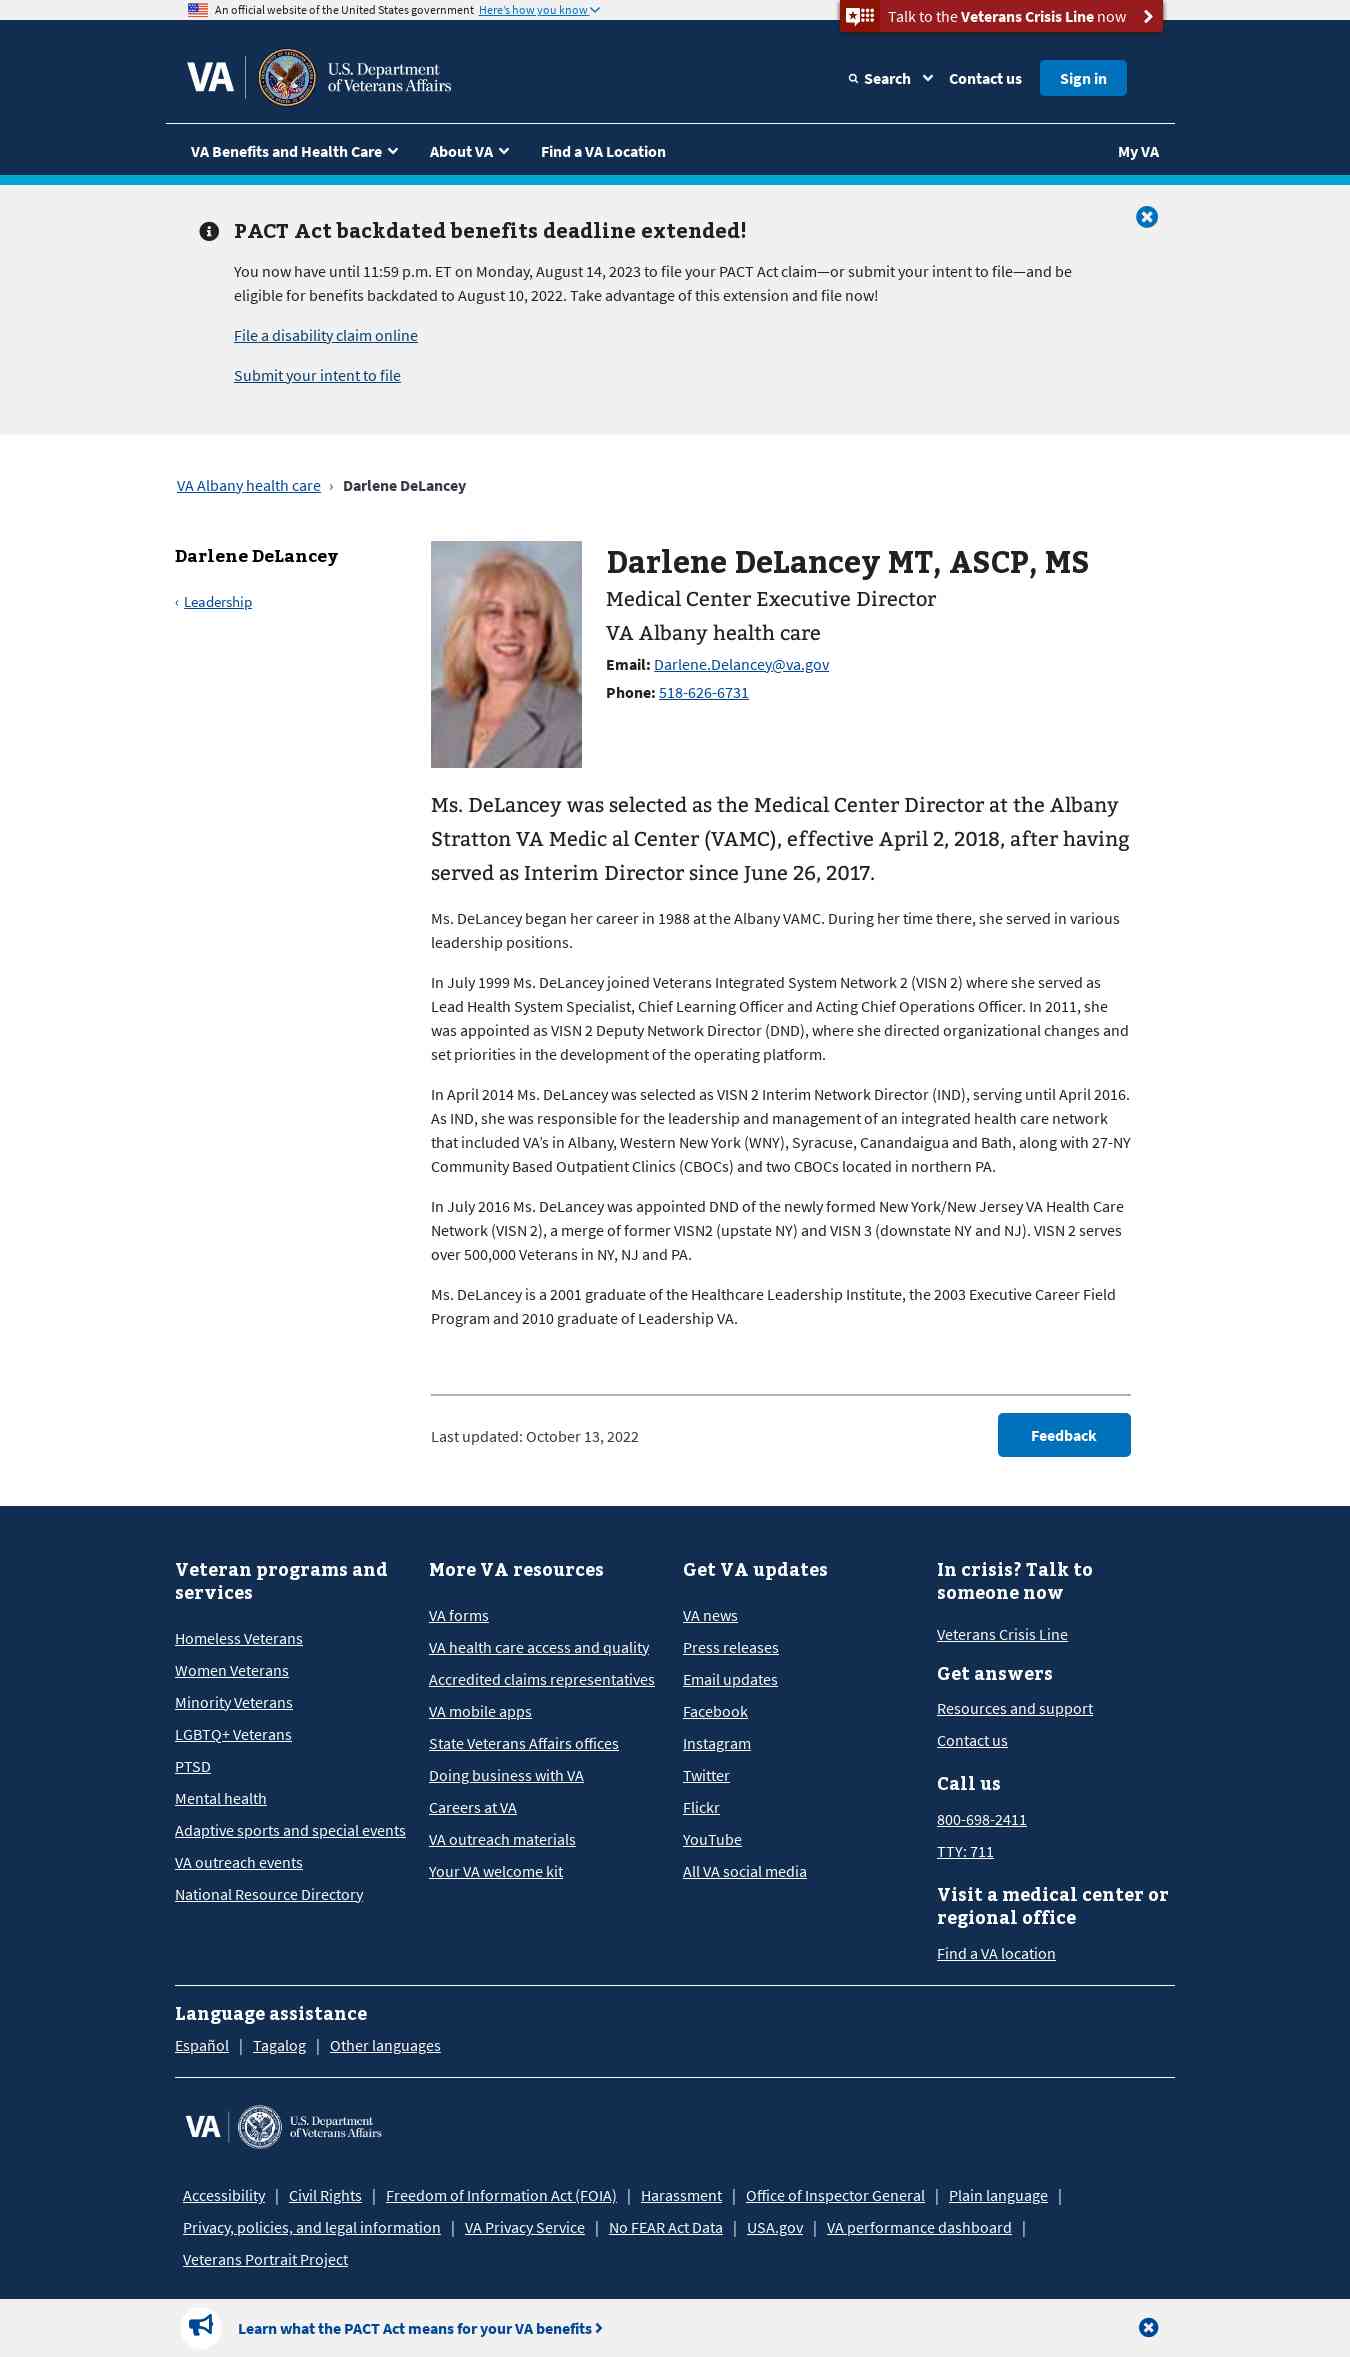 An official website of the United States government Here's how you know
Talk to the Veterans Crisis Line now
VA
U.S. Department
of Veterans Affairs
Search
Contact us
Sign in
VA Benefits and Health Care
About VA
Find a VA Location
My VA
PACT Act backdated benefits deadline extended!
You now have until 11:59 p.m. ET on Monday, August 14, 2023 to file your PACT Act claim—or submit your intent to file—and be
eligible for benefits backdated to August 10, 2022. Take advantage of this extension and file now!
File a disability claim online
Submit your intent to file
VA Albany health care › Darlene DeLancey
Darlene DeLancey
‹ Leadership
Darlene DeLancey MT, ASCP, MS
Medical Center Executive Director
VA Albany health care
Email: Darlene.Delancey@va.gov
Phone: 518-626-6731
Ms. DeLancey was selected as the Medical Center Director at the Albany
Stratton VA Medic al Center (VAMC), effective April 2, 2018, after having
served as Interim Director since June 26, 2017.
Ms. DeLancey began her career in 1988 at the Albany VAMC. During her time there, she served in various
leadership positions.
In July 1999 Ms. DeLancey joined Veterans Integrated System Network 2 (VISN 2) where she served as
Lead Health System Specialist, Chief Learning Officer and Acting Chief Operations Officer. In 2011, she
was appointed as VISN 2 Deputy Network Director (DND), where she directed organizational changes and
set priorities in the development of the operating platform.
In April 2014 Ms. DeLancey was selected as VISN 2 Interim Network Director (IND), serving until April 2016.
As IND, she was responsible for the leadership and management of an integrated health care network
that included VA's in Albany, Western New York (WNY), Syracuse, Canandaigua and Bath, along with 27-NY
Community Based Outpatient Clinics (CBOCs) and two CBOCs located in northern PA.
In July 2016 Ms. DeLancey was appointed DND of the newly formed New York/New Jersey VA Health Care
Network (VISN 2), a merge of former VISN2 (upstate NY) and VISN 3 (downstate NY and NJ). VISN 2 serves
over 500,000 Veterans in NY, NJ and PA.
Ms. DeLancey is a 2001 graduate of the Healthcare Leadership Institute, the 2003 Executive Career Field
Program and 2010 graduate of Leadership VA.
Last updated: October 13, 2022
Feedback
Veteran programs and
services
Homeless Veterans
Women Veterans
Minority Veterans
LGBTQ+ Veterans
PTSD
Mental health
Adaptive sports and special events
VA outreach events
National Resource Directory
More VA resources
VA forms
VA health care access and quality
Accredited claims representatives
VA mobile apps
State Veterans Affairs offices
Doing business with VA
Careers at VA
VA outreach materials
Your VA welcome kit
Get VA updates
VA news
Press releases
Email updates
Facebook
Instagram
Twitter
Flickr
YouTube
All VA social media
In crisis? Talk to
someone now
Veterans Crisis Line
Get answers
Resources and support
Contact us
Call us
800-698-2411
TTY: 711
Visit a medical center or
regional office
Find a VA location
Language assistance
Español | Tagalog | Other languages
VA
U.S. Department
of Veterans Affairs
Accessibility | Civil Rights | Freedom of Information Act (FOIA) | Harassment | Office of Inspector General | Plain language |
Privacy, policies, and legal information | VA Privacy Service | No FEAR Act Data | USA.gov | VA performance dashboard |
Veterans Portrait Project
Learn what the PACT Act means for your VA benefits